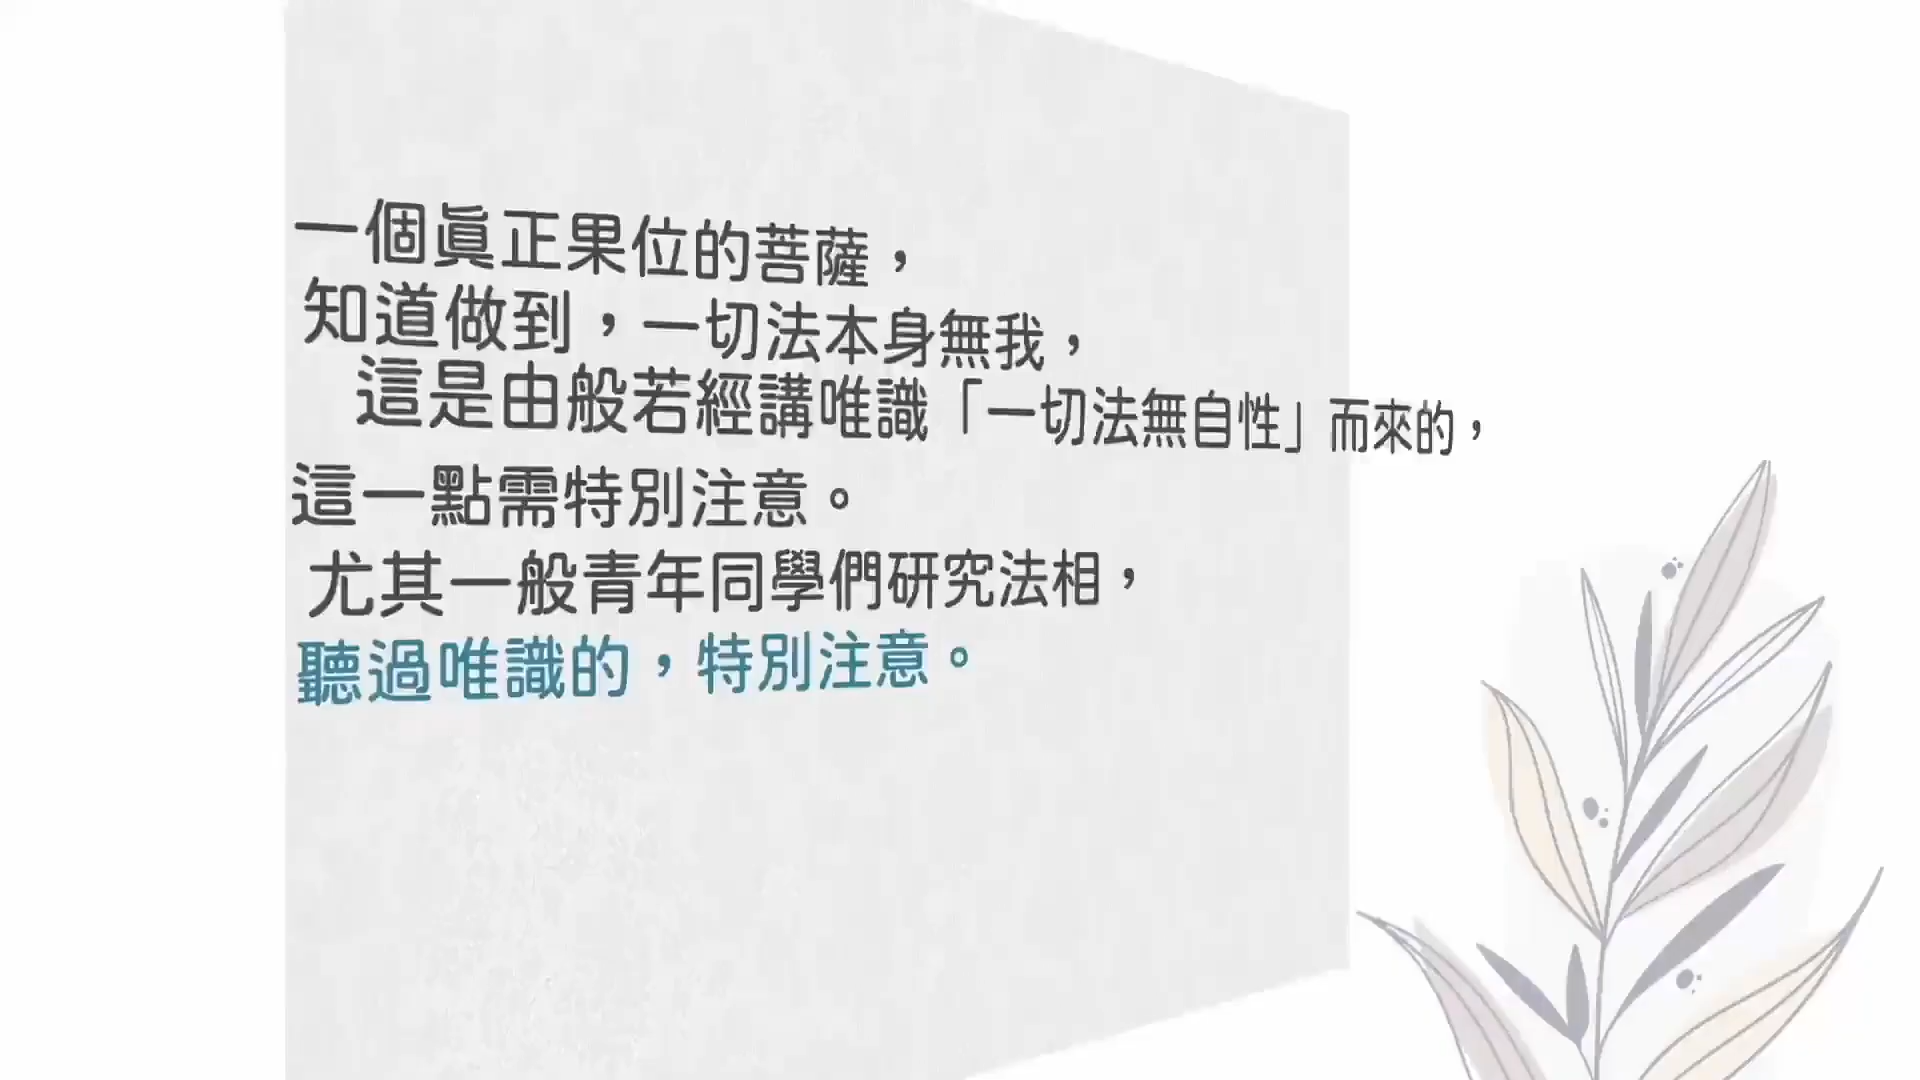 一個眞正果位的菩薩，
知道做到，一切法本身無我，
這是由般若經講唯識「一切法無自性」而來的，
這一點需特別注意。
尤其一般青年同學們研究法相，
聽過唯識的，特別注意。